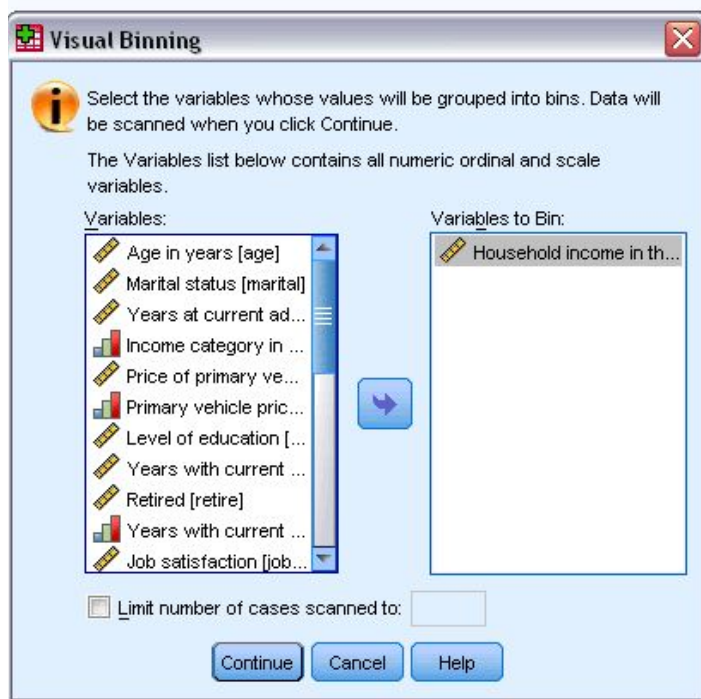 Visual Binning
Select the variables whose values will be grouped into bins. Data will
be scanned when you click Continue.
The Variables list below contains all numeric ordinal and scale
variables.
Variables:
Age in years [age]
Marital status [marital]
Years at current ad...
Income category in ...
Price of primary ve...
Primary vehicle pric...
Level of education [...
Years with current ...
Retired [retire]
Years with current ...
Job satisfaction [job...
Variables to Bin:
Household income in th...
Limit number of cases scanned to:
Continue
Cancel
Help